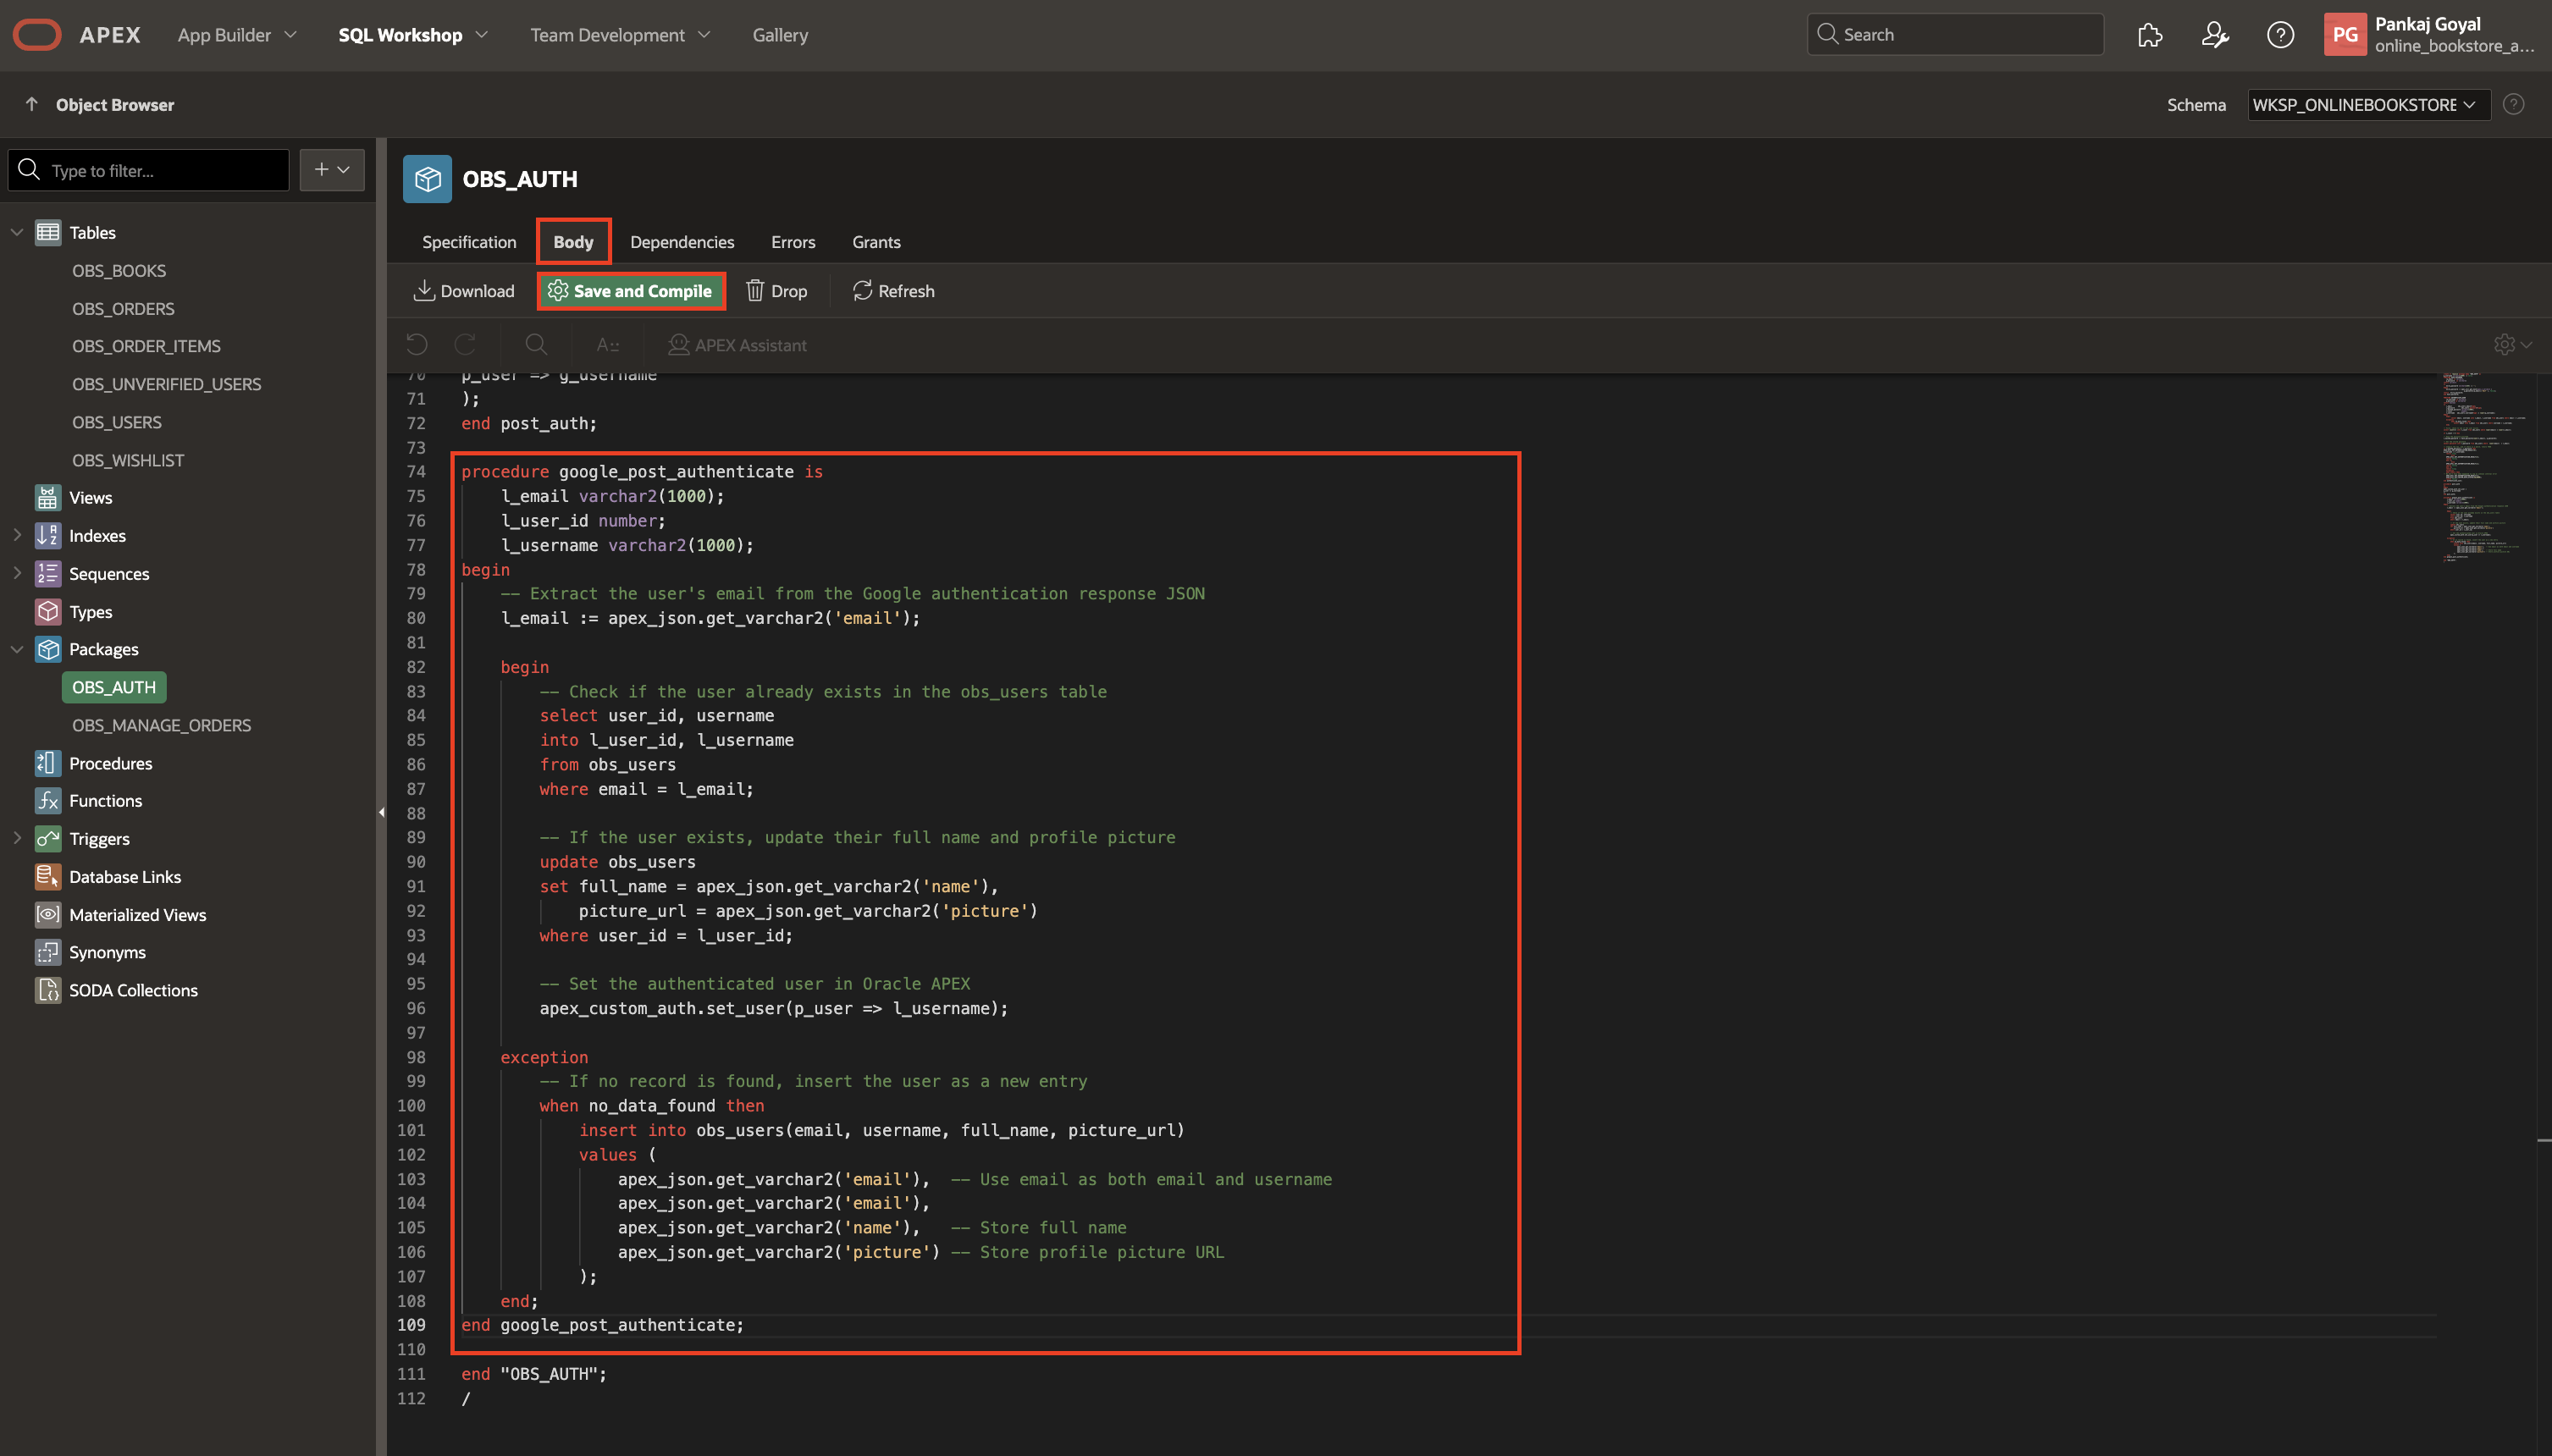 APEX App Builder SQL Workshop Team Development Gallery Search PG Pankaj Goyal
online_bookstore_a...
Object Browser Schema WKSP_ONLINEBOOKSTORE
Type to filter...
Tables
OBS_BOOKS
OBS_ORDERS
OBS_ORDER_ITEMS
OBS_UNVERIFIED_USERS
OBS_USERS
OBS_WISHLIST
Views
Indexes
Sequences
Types
Packages
OBS_AUTH
OBS_MANAGE_ORDERS
Procedures
Functions
Triggers
Database Links
Materialized Views
Synonyms
SODA Collections
OBS_AUTH
Specification Body Dependencies Errors Grants
Download Save and Compile Drop Refresh
APEX Assistant
70 p_user => g_username
71 );
72 end post_auth;
73
74 procedure google_post_authenticate is
75 l_email varchar2(1000);
76 l_user_id number;
77 l_username varchar2(1000);
78 begin
79 -- Extract the user's email from the Google authentication response JSON
80 l_email := apex_json.get_varchar2('email');
81
82 begin
83 -- Check if the user already exists in the obs_users table
84 select user_id, username
85 into l_user_id, l_username
86 from obs_users
87 where email = l_email;
88
89 -- If the user exists, update their full name and profile picture
90 update obs_users
91 set full_name = apex_json.get_varchar2('name'),
92 picture_url = apex_json.get_varchar2('picture')
93 where user_id = l_user_id;
94
95 -- Set the authenticated user in Oracle APEX
96 apex_custom_auth.set_user(p_user => l_username);
97
98 exception
99 -- If no record is found, insert the user as a new entry
100 when no_data_found then
101 insert into obs_users(email, username, full_name, picture_url)
102 values (
103 apex_json.get_varchar2('email'), -- Use email as both email and username
104 apex_json.get_varchar2('email'),
105 apex_json.get_varchar2('name'), -- Store full name
106 apex_json.get_varchar2('picture') -- Store profile picture URL
107 );
108 end;
109 end google_post_authenticate;
110
111 end "OBS_AUTH";
112 /